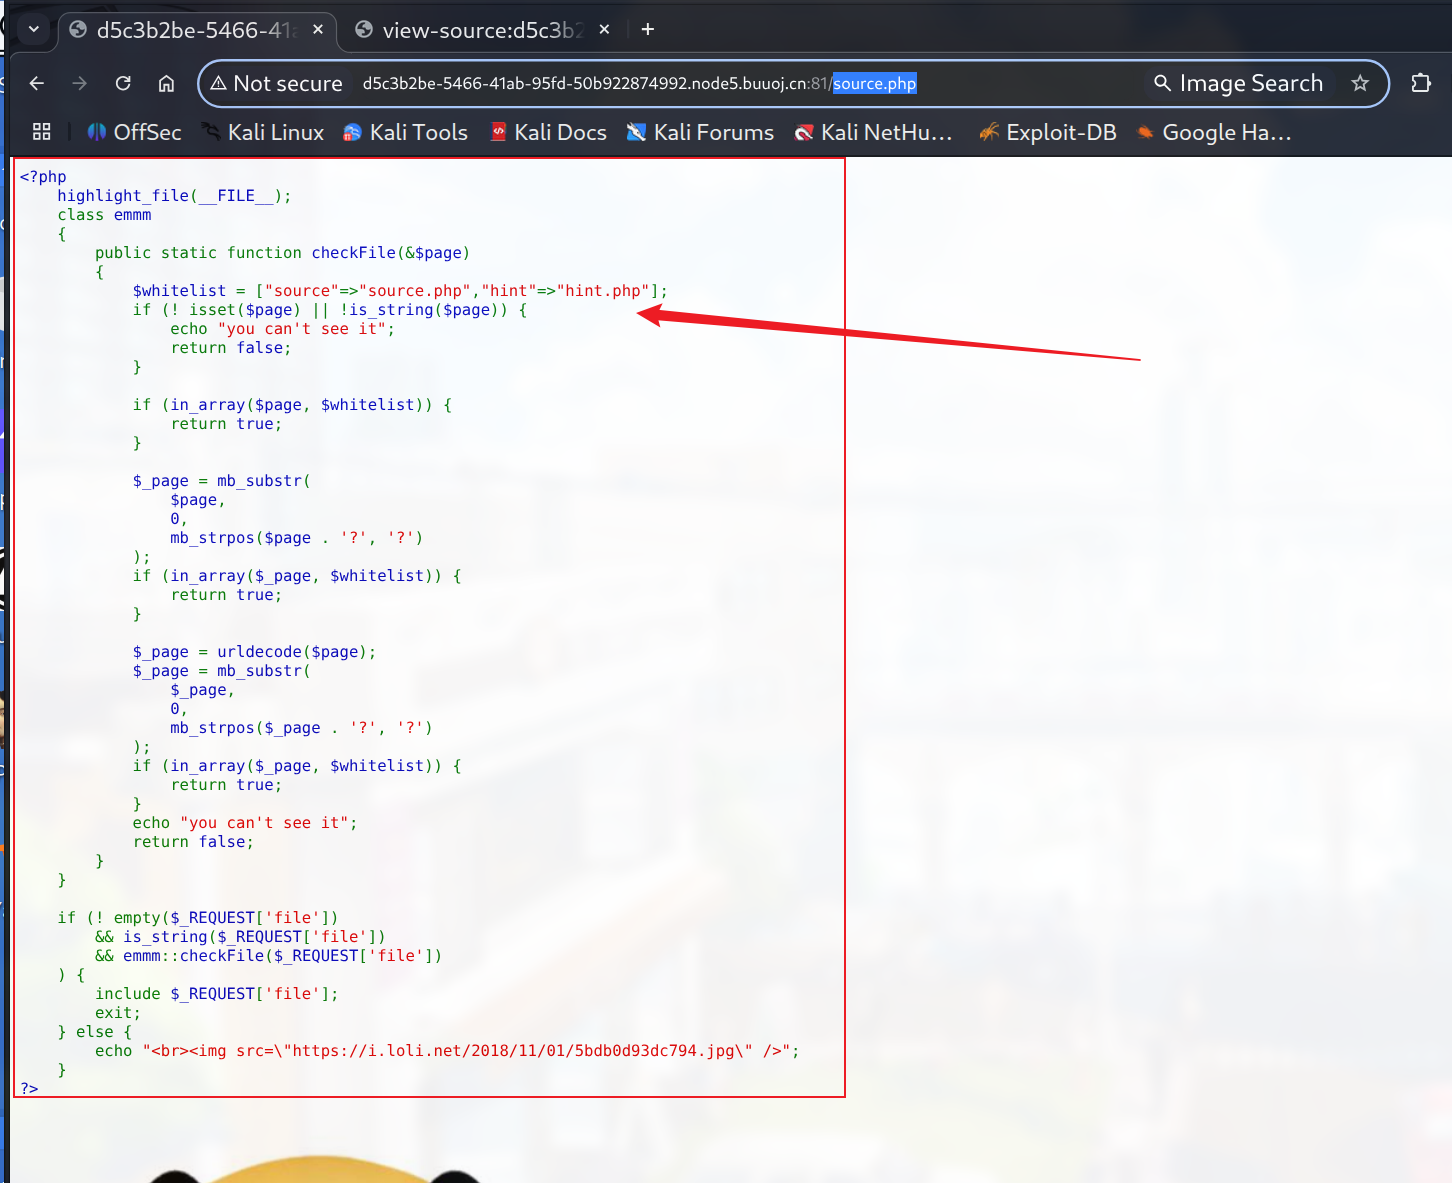 d5c3b2be-5466-41a
view-source:d5c3b2
Not secure
d5c3b2be-5466-41ab-95fd-50b922874992.node5.buuoj.cn:81/source.php
Image Search
OffSec
Kali Linux
Kali Tools
Kali Docs
Kali Forums
Kali NetHu...
Exploit-DB
Google Ha...
<?php
    highlight_file(__FILE__);
    class emmm
    {
        public static function checkFile(&$page)
        {
            $whitelist = ["source"=>"source.php","hint"=>"hint.php"];
            if (! isset($page) || !is_string($page)) {
                echo "you can't see it";
                return false;
            }

            if (in_array($page, $whitelist)) {
                return true;
            }

            $_page = mb_substr(
                $page,
                0,
                mb_strpos($page . '?', '?')
            );
            if (in_array($_page, $whitelist)) {
                return true;
            }

            $_page = urldecode($page);
            $_page = mb_substr(
                $_page,
                0,
                mb_strpos($_page . '?', '?')
            );
            if (in_array($_page, $whitelist)) {
                return true;
            }
            echo "you can't see it";
            return false;
        }
    }

    if (! empty($_REQUEST['file'])
        && is_string($_REQUEST['file'])
        && emmm::checkFile($_REQUEST['file'])
    ) {
        include $_REQUEST['file'];
        exit;
    } else {
        echo "<br><img src=\"https://i.loli.net/2018/11/01/5bdb0d93dc794.jpg\" />";
    }
?>